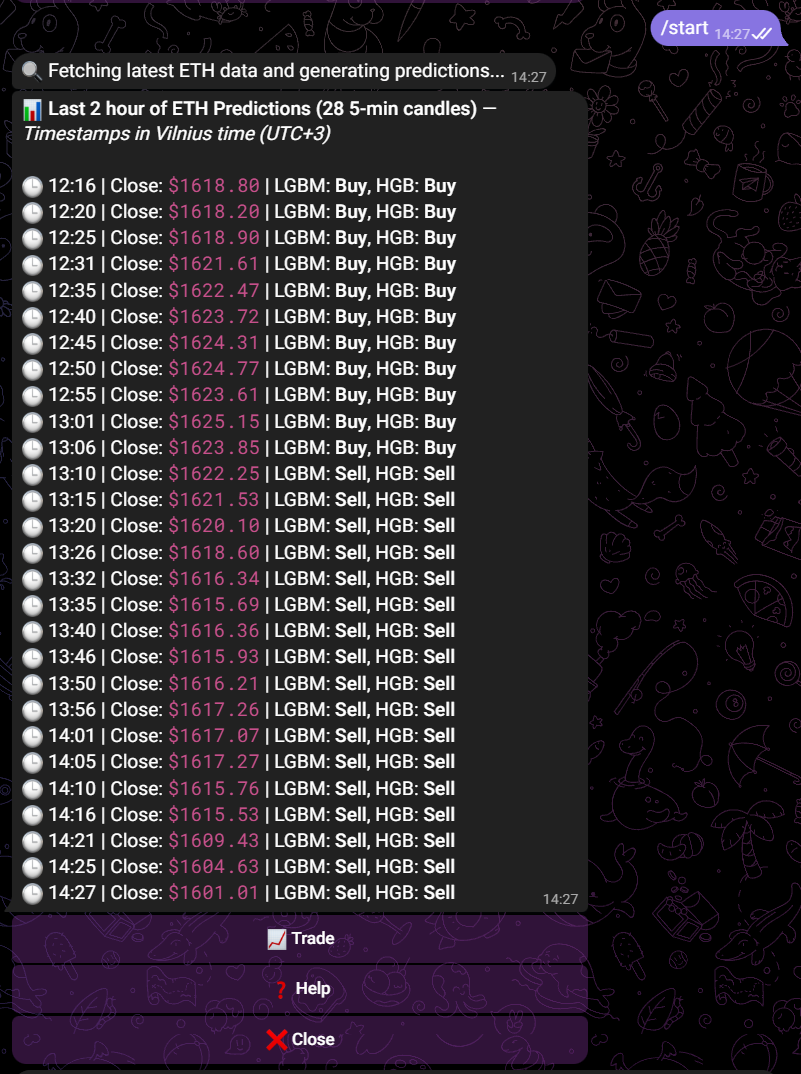 /start 14:27
🔍 Fetching latest ETH data and generating predictions... 14:27
📊 Last 2 hour of ETH Predictions (28 5-min candles) —
Timestamps in Vilnius time (UTC+3)
🕒 12:16 | Close: $1618.80 | LGBM: Buy, HGB: Buy
🕒 12:20 | Close: $1618.20 | LGBM: Buy, HGB: Buy
🕒 12:25 | Close: $1618.90 | LGBM: Buy, HGB: Buy
🕒 12:31 | Close: $1621.61 | LGBM: Buy, HGB: Buy
🕒 12:35 | Close: $1622.47 | LGBM: Buy, HGB: Buy
🕒 12:40 | Close: $1623.72 | LGBM: Buy, HGB: Buy
🕒 12:45 | Close: $1624.31 | LGBM: Buy, HGB: Buy
🕒 12:50 | Close: $1624.77 | LGBM: Buy, HGB: Buy
🕒 12:55 | Close: $1623.61 | LGBM: Buy, HGB: Buy
🕒 13:01 | Close: $1625.15 | LGBM: Buy, HGB: Buy
🕒 13:06 | Close: $1623.85 | LGBM: Buy, HGB: Buy
🕒 13:10 | Close: $1622.25 | LGBM: Sell, HGB: Sell
🕒 13:15 | Close: $1621.53 | LGBM: Sell, HGB: Sell
🕒 13:20 | Close: $1620.10 | LGBM: Sell, HGB: Sell
🕒 13:26 | Close: $1618.60 | LGBM: Sell, HGB: Sell
🕒 13:32 | Close: $1616.34 | LGBM: Sell, HGB: Sell
🕒 13:35 | Close: $1615.69 | LGBM: Sell, HGB: Sell
🕒 13:40 | Close: $1616.36 | LGBM: Sell, HGB: Sell
🕒 13:46 | Close: $1615.93 | LGBM: Sell, HGB: Sell
🕒 13:50 | Close: $1616.21 | LGBM: Sell, HGB: Sell
🕒 13:56 | Close: $1617.26 | LGBM: Sell, HGB: Sell
🕒 14:01 | Close: $1617.07 | LGBM: Sell, HGB: Sell
🕒 14:05 | Close: $1617.27 | LGBM: Sell, HGB: Sell
🕒 14:10 | Close: $1615.76 | LGBM: Sell, HGB: Sell
🕒 14:16 | Close: $1615.53 | LGBM: Sell, HGB: Sell
🕒 14:21 | Close: $1609.43 | LGBM: Sell, HGB: Sell
🕒 14:25 | Close: $1604.63 | LGBM: Sell, HGB: Sell
🕒 14:27 | Close: $1601.01 | LGBM: Sell, HGB: Sell 14:27
📈 Trade
❓ Help
❌ Close